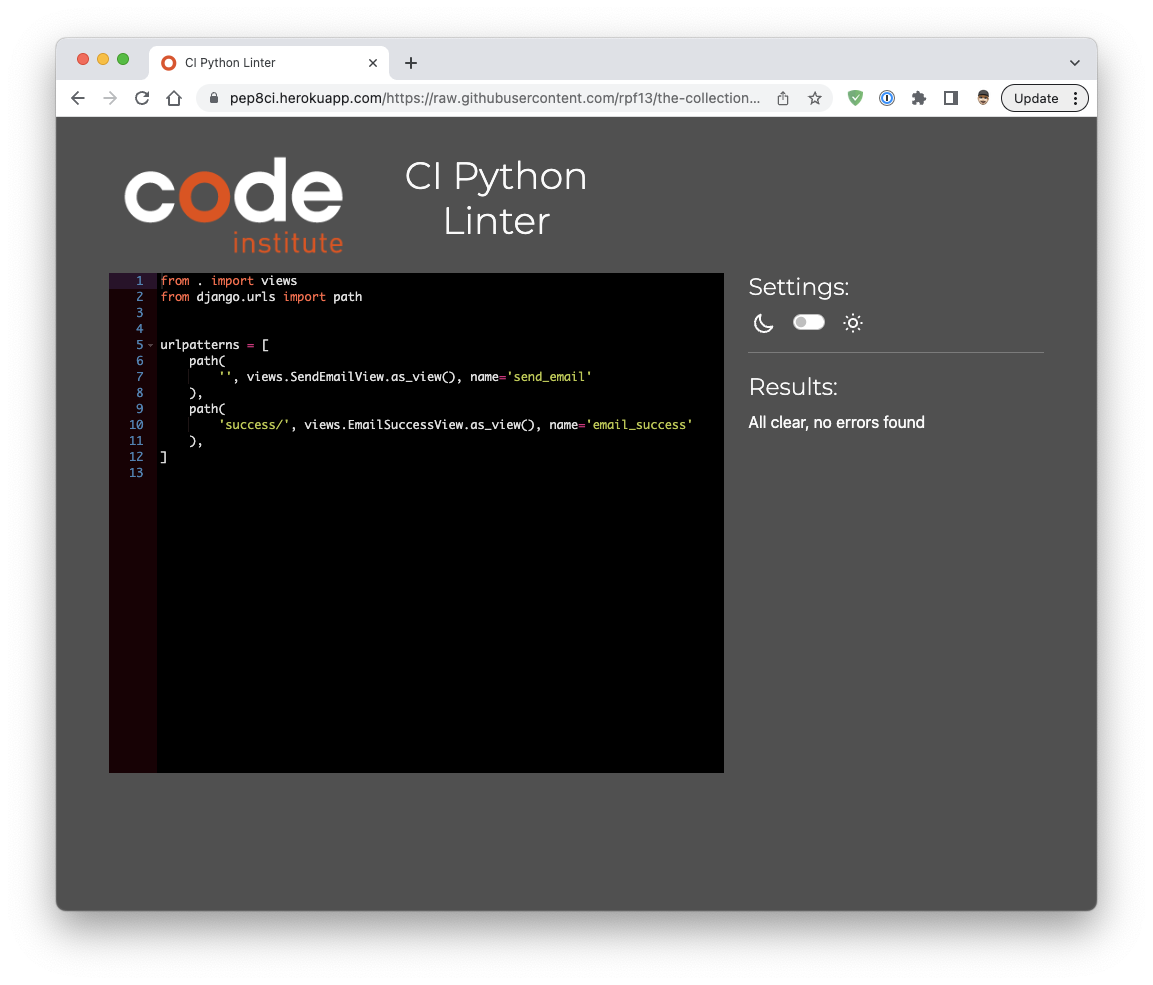 CI Python Linter
pep8ci.herokuapp.com/https://raw.githubusercontent.com/rpf13/the-collection...
Update
code
institute
CI Python
Linter
1 from . import views
2 from django.urls import path
3
4
5 urlpatterns = [
6     path(
7         '', views.SendEmailView.as_view(), name='send_email'
8     ),
9     path(
10         'success/', views.EmailSuccessView.as_view(), name='email_success'
11     ),
12 ]
13
Settings:
Results:
All clear, no errors found